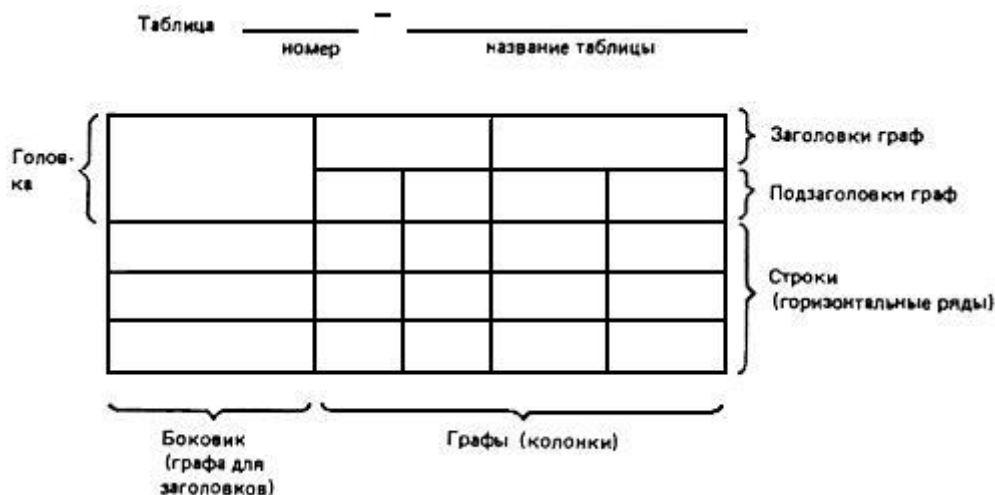 Таблица –
номер название таблицы
Голов-
ка
Заголовки граф
Подзаголовки граф
Строки
(горизонтальные ряды)
Боковик
(графа для
заголовков)
Графы (колонки)